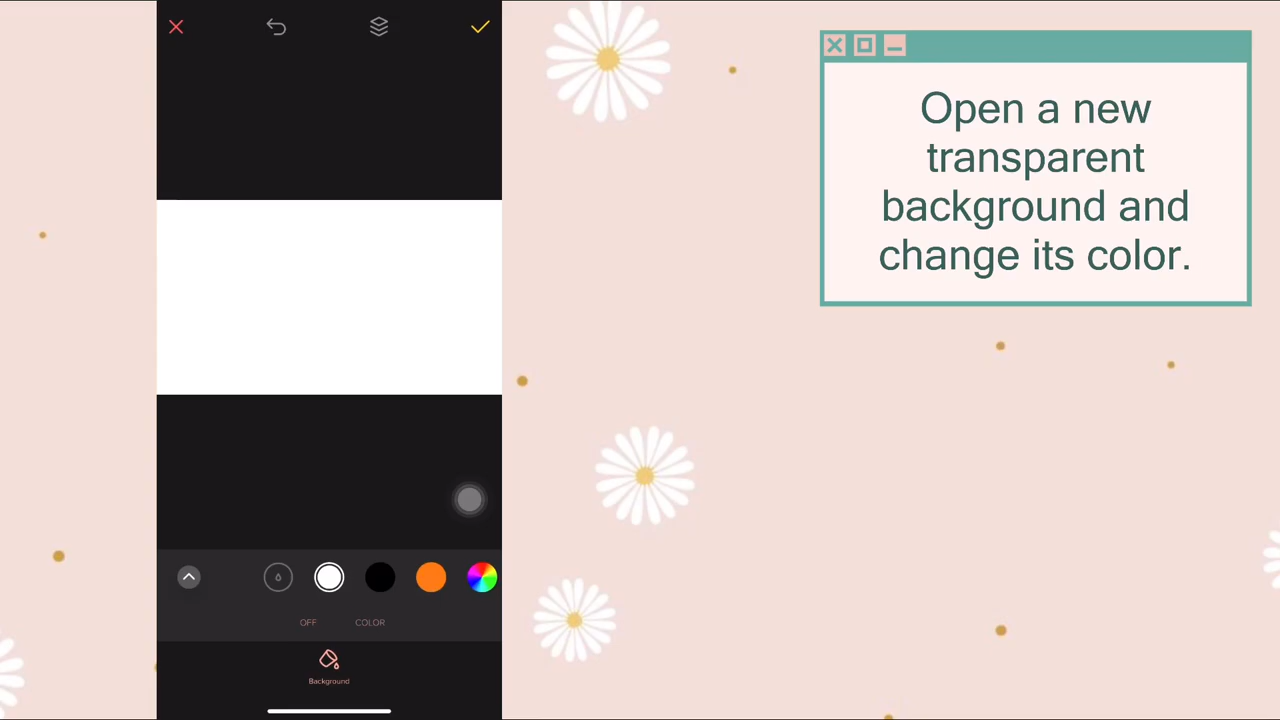 Open a new
transparent
background and
change its color.
OFF COLOR
Background